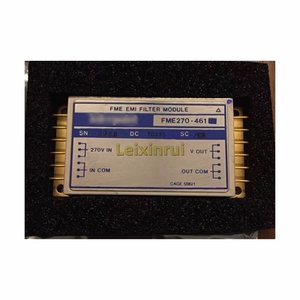 FME EMI FILTER MODULE
FME270-461
SN DC SC
270V IN V OUT
Leixinrui
IN COM OUT COM
CAGE 50821